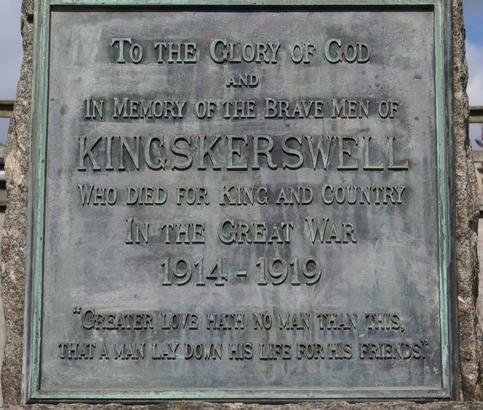 To the Glory of God
and
In Memory of the Brave Men of
KINGSKERSWELL
Who died for King and Country
In the Great War
1914 - 1919
"Greater love hath no man than this,
that a man lay down his life for his friends."